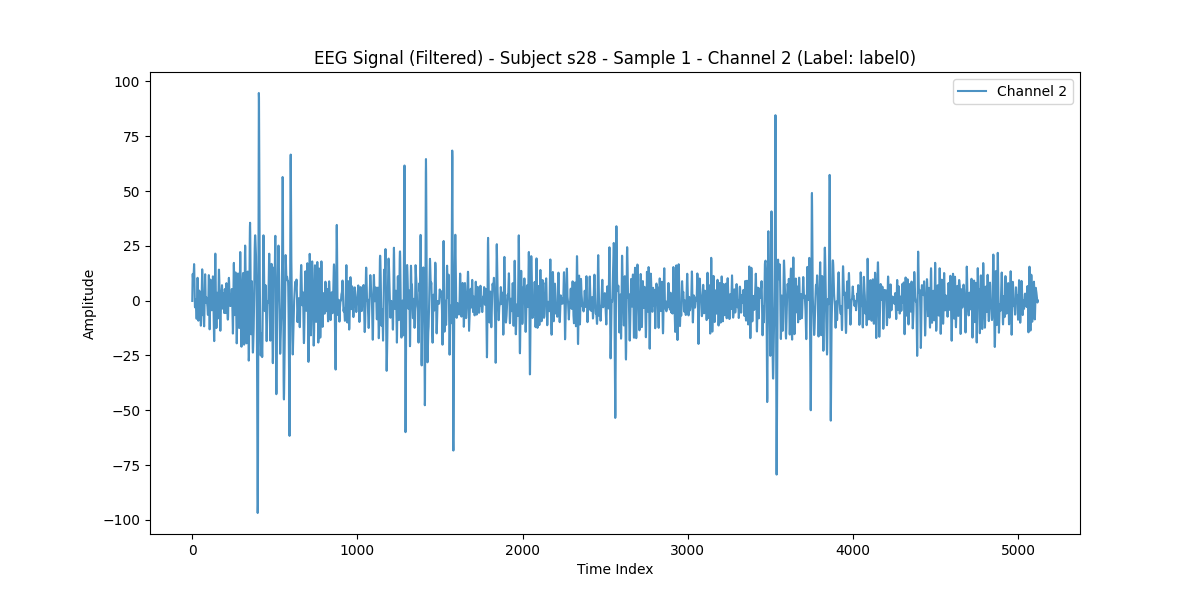 EEG Signal (Filtered) - Subject s28 - Sample 1 - Channel 2 (Label: label0)
Channel 2
100
75
50
25
0
−25
−50
−75
−100
Amplitude
0 1000 2000 3000 4000 5000
Time Index